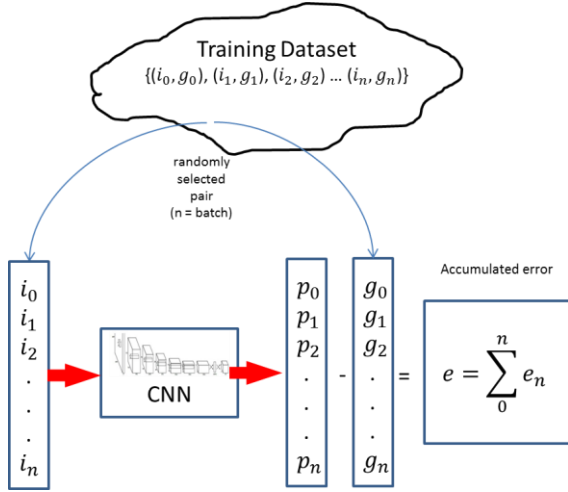 Training Dataset
{(i₀, g₀), (i₁, g₁), (i₂, g₂) … (iₙ, gₙ)}
randomly
selected
pair
(n = batch)
i₀
i₁
i₂
.
.
.
iₙ
CNN
p₀
p₁
p₂
.
.
.
pₙ
-
g₀
g₁
g₂
.
.
.
gₙ
=
Accumulated error
e = ∑₀ⁿ eₙ